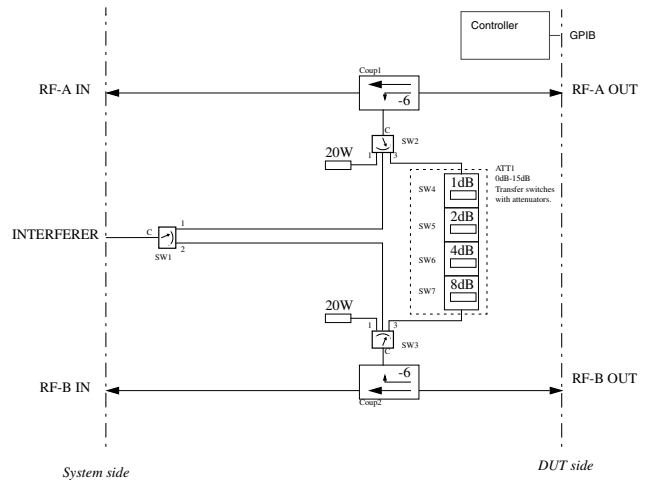 Controller
GPIB
Coup1
RF-A IN
-6
RF-A OUT
C
SW2
20W
1
3
ATT1
0dB-15dB
Transfer switches
with attenuators.
SW4
1dB
SW5
2dB
SW6
4dB
SW7
8dB
INTERFERER
C
1
2
SW1
20W
1
3
SW3
C
-6
RF-B IN
RF-B OUT
Coup2
System side
DUT side